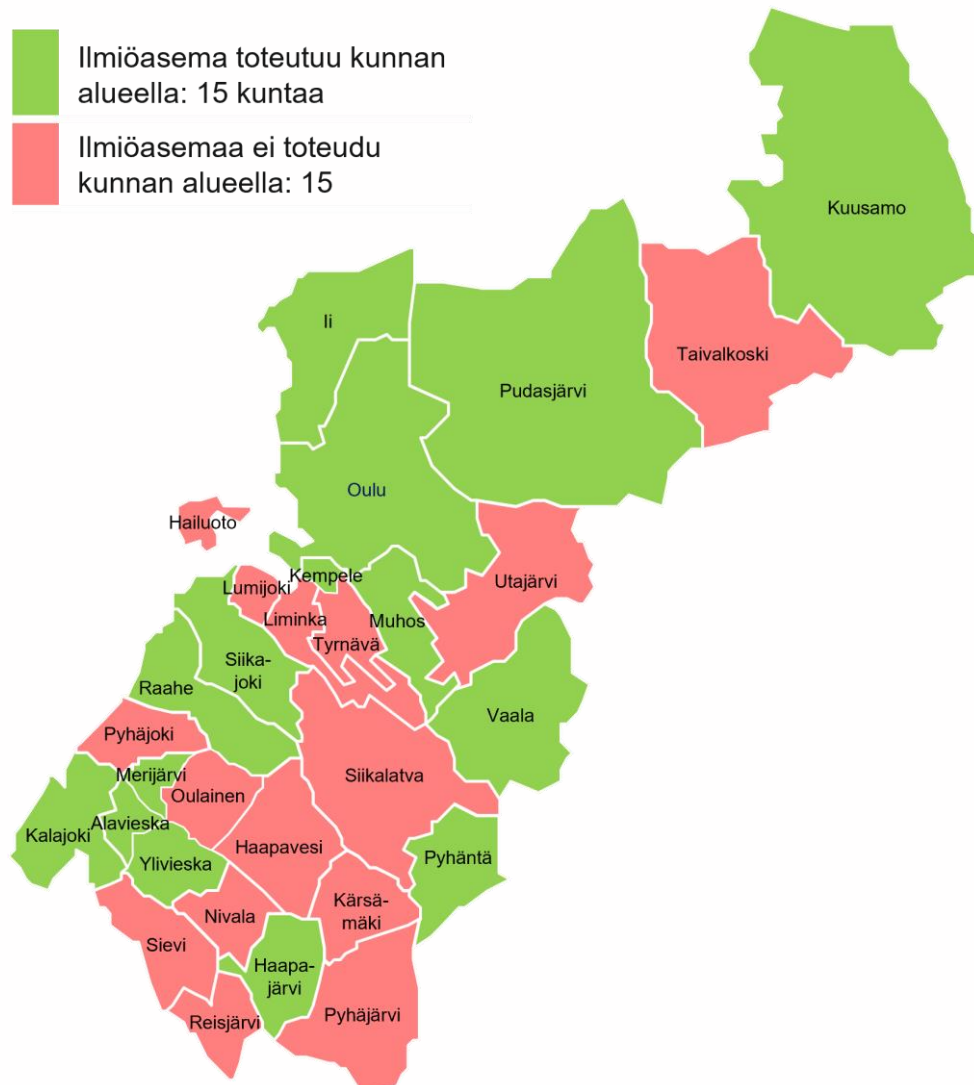 Ilmiöasema toteutuu kunnan
alueella: 15 kuntaa
Ilmiöasemaa ei toteudu
kunnan alueella: 15
Kuusamo
Ii
Taivalkoski
Pudasjärvi
Oulu
Hailuoto
Kempele
Utajärvi
Lumijoki
Liminka
Muhos
Tyrnävä
Siika-
joki
Raahe
Vaala
Pyhäjoki
Siikalatva
Merijärvi
Oulainen
Alavieska
Kalajoki
Haapavesi
Ylivieska
Pyhäntä
Kärsä-
mäki
Nivala
Sievi
Haapa-
järvi
Reisjärvi
Pyhäjärvi